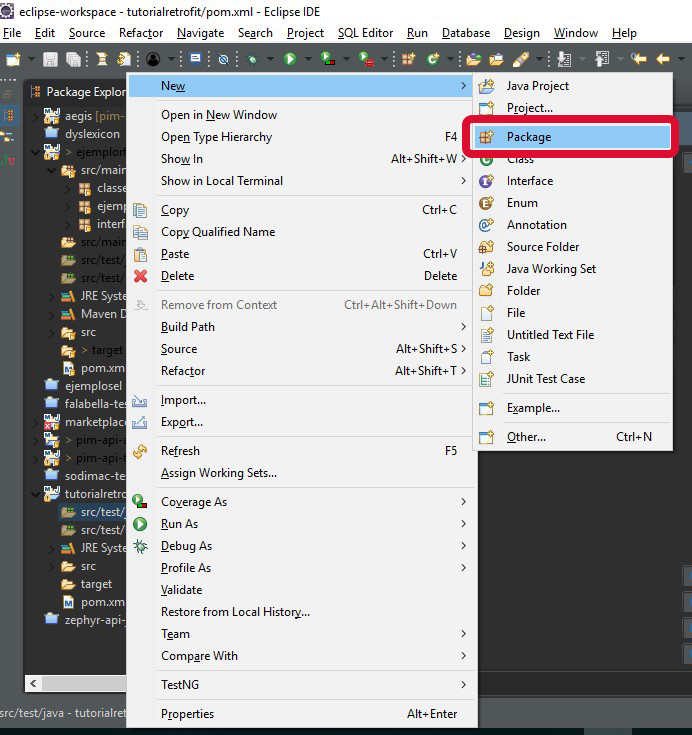 eclipse-workspace - tutorialretrofit/pom.xml - Eclipse IDE
File Edit Source Refactor Navigate Search Project SQL Editor Run Database Design Window Help
Package Explor
aegis [pim-
dyslexicon
> ejemplorf
src/main
classe
ejemp
interfa
src/main
src/test/j
src/test/
JRE Syste
Maven D
src
> target
pom.xm
ejemplosel
falabella-te
marketplac
> pim-api-a
> pim-api-t
sodimac-te
tutorialretro
src/test/j
src/test/
JRE Syste
src
target
pom.xm
zephyr-api-
src/test/java - tutorialret
New
Open in New Window
Open Type Hierarchy F4
Show In Alt+Shift+W
Show in Local Terminal
Copy Ctrl+C
Copy Qualified Name
Paste Ctrl+V
Delete Delete
Remove from Context Ctrl+Alt+Shift+Down
Build Path
Source Alt+Shift+S
Refactor Alt+Shift+T
Import...
Export...
Refresh F5
Assign Working Sets...
Coverage As
Run As
Debug As
Profile As
Validate
Restore from Local History...
Team
Compare With
TestNG
Properties Alt+Enter
Java Project
Project...
Package
Class
Interface
Enum
Annotation
Source Folder
Java Working Set
Folder
File
Untitled Text File
Task
JUnit Test Case
Example...
Other... Ctrl+N